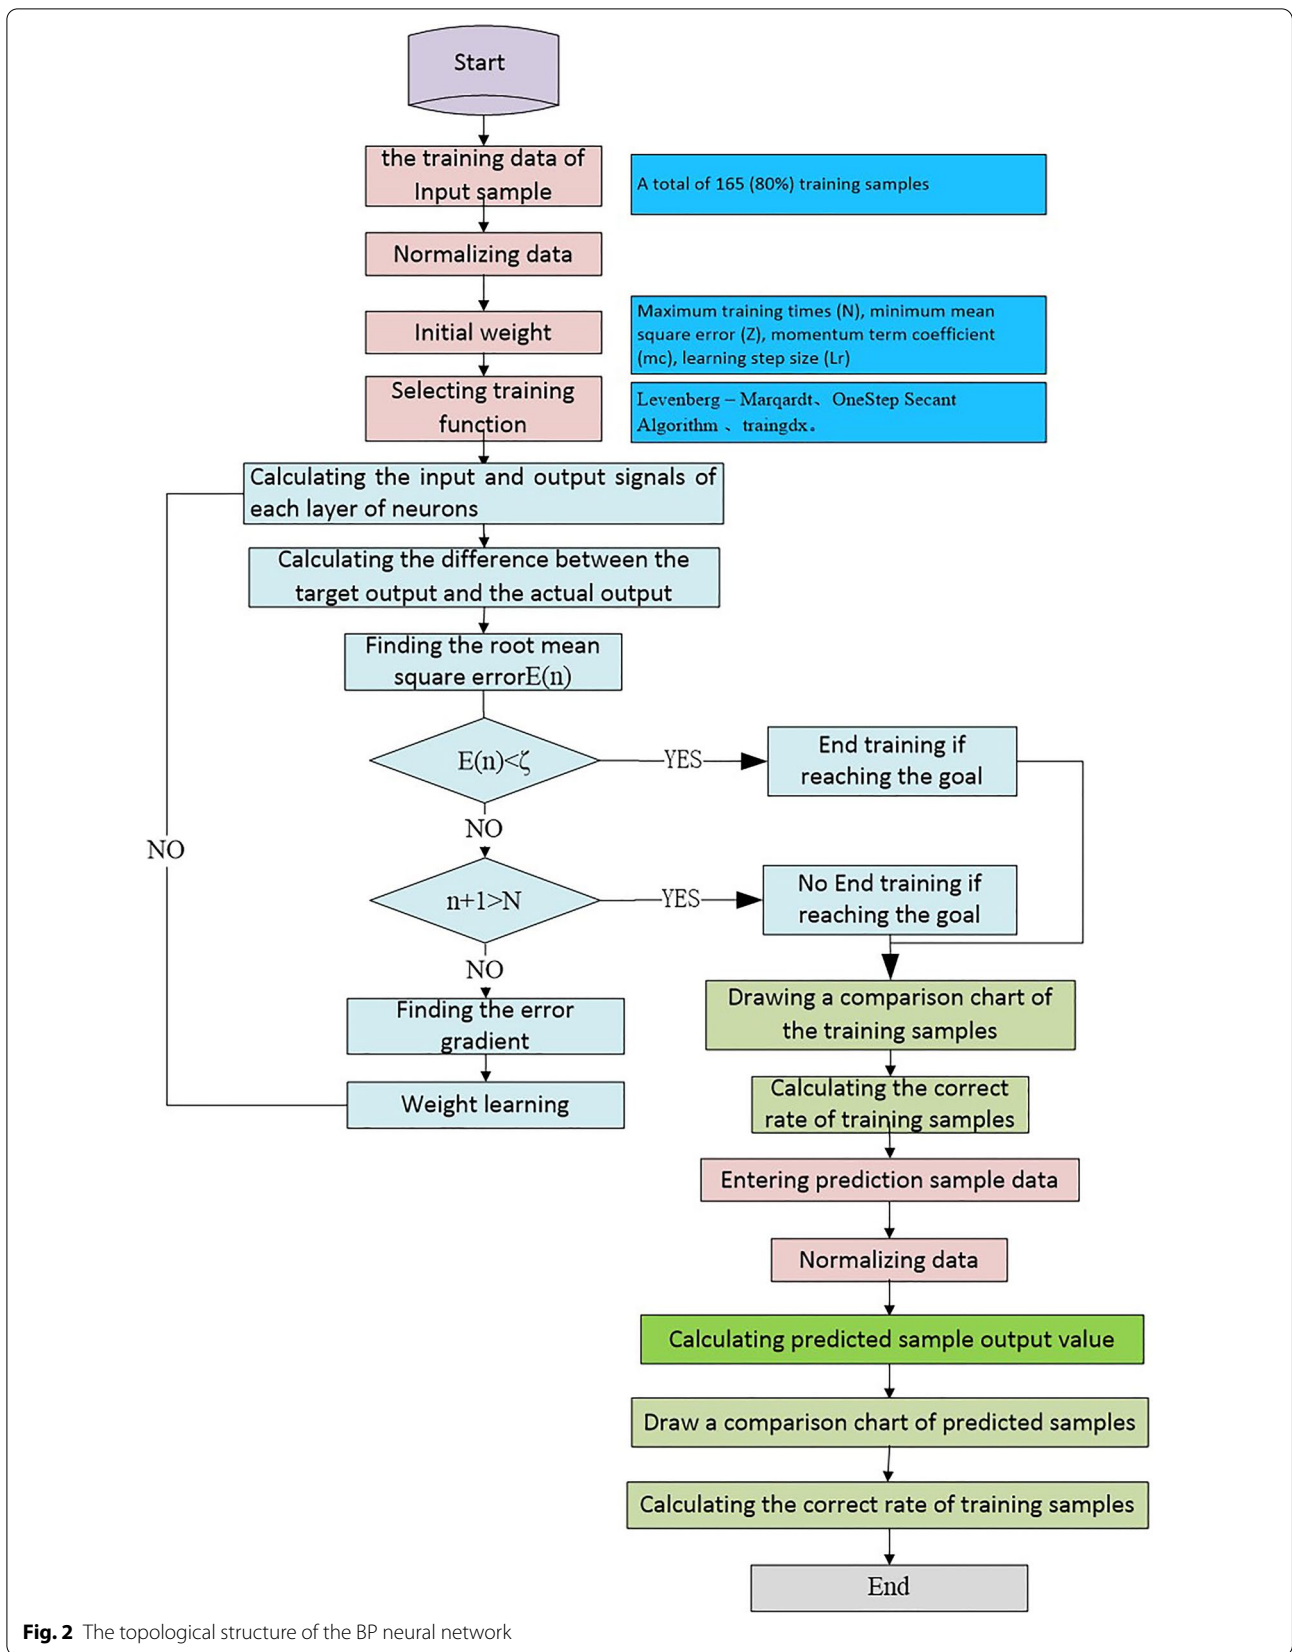 Start
the training data of
Input sample
A total of 165 (80%) training samples
Normalizing data
Initial weight
Maximum training times (N), minimum mean
square error (Z), momentum term coefficient
(mc), learning step size (Lr)
Selecting training
function
Levenberg – Marqardt、OneStep Secant
Algorithm 、traingdx。
Calculating the input and output signals of
each layer of neurons
Calculating the difference between the
target output and the actual output
Finding the root mean
square errorE(n)
E(n)<ζ
YES
End training if
reaching the goal
NO
NO
n+1>N
YES
No End training if
reaching the goal
NO
Finding the error
gradient
Weight learning
Drawing a comparison chart of
the training samples
Calculating the correct
rate of training samples
Entering prediction sample data
Normalizing data
Calculating predicted sample output value
Draw a comparison chart of predicted samples
Calculating the correct rate of training samples
End
Fig. 2 The topological structure of the BP neural network